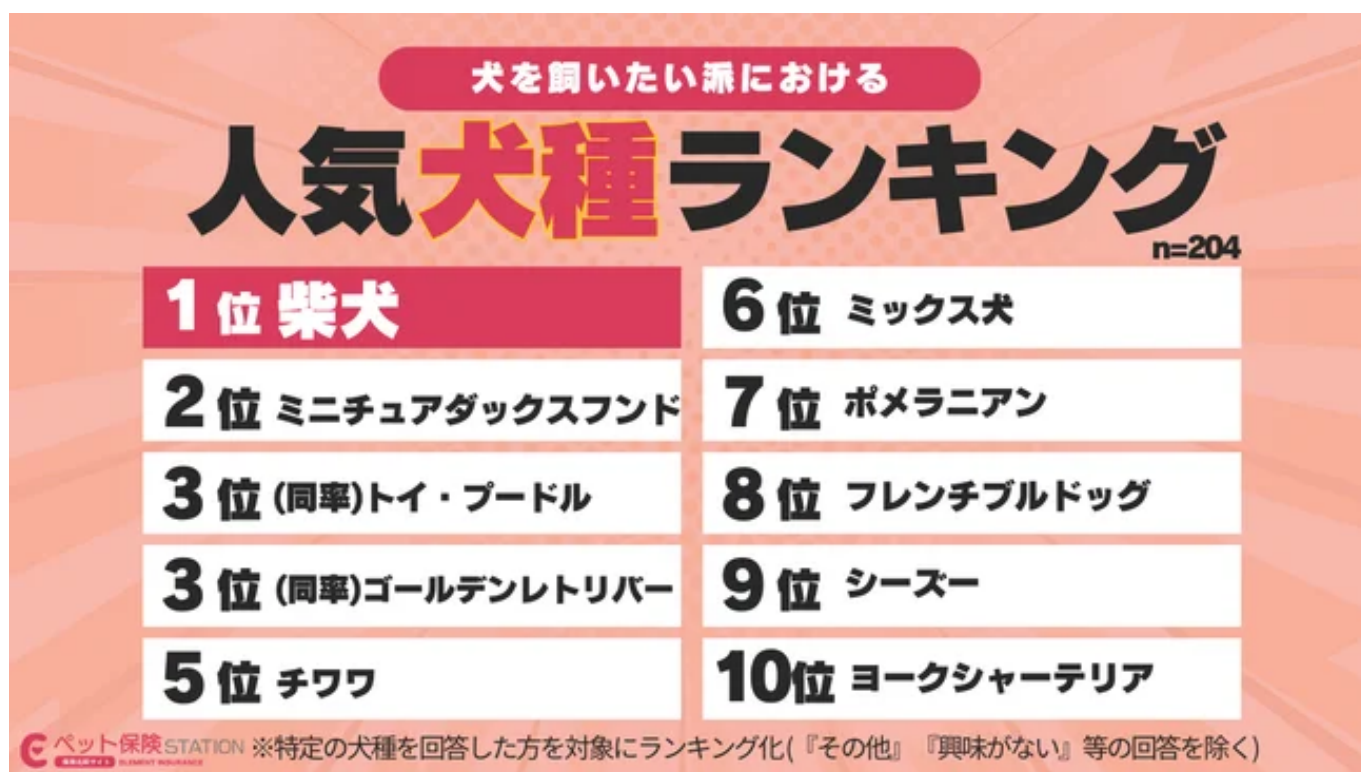 犬を飼いたい派における
人気犬種ランキング
n=204
1位 柴犬
2位 ミニチュアダックスフンド
3位 (同率)トイ・プードル
3位 (同率)ゴールデンレトリバー
5位 チワワ
6位 ミックス犬
7位 ポメラニアン
8位 フレンチブルドッグ
9位 シーズー
10位 ヨークシャーテリア
ペット保険STATION
ELEMENT INSURANCE
※特定の犬種を回答した方を対象にランキング化(『その他』『興味がない』等の回答を除く)